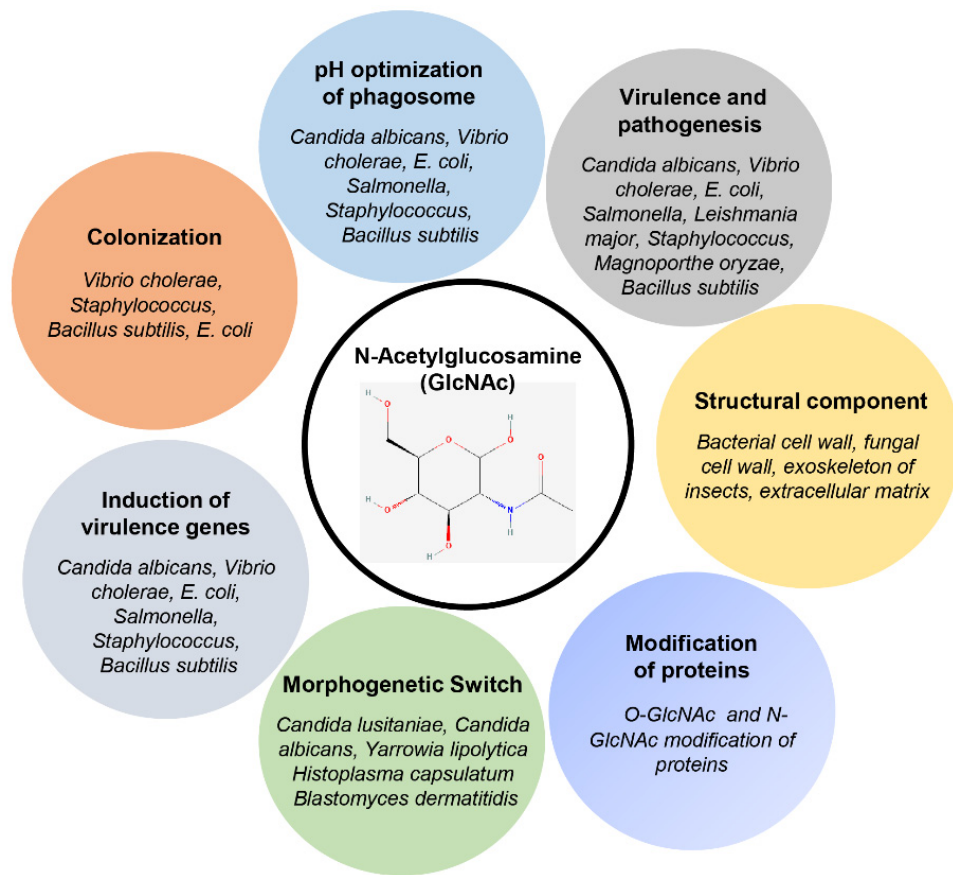 pH optimization
of phagosome
Candida albicans, Vibrio
cholerae, E. coli,
Salmonella,
Staphylococcus,
Bacillus subtilis
Virulence and
pathogenesis
Candida albicans, Vibrio
cholerae, E. coli,
Salmonella, Leishmania
major, Staphylococcus,
Magnoporthe oryzae,
Bacillus subtilis
Colonization
Vibrio cholerae,
Staphylococcus,
Bacillus subtilis, E. coli
N-Acetylglucosamine
(GlcNAc)
H
O
H
O
O
O
H
O
N
H
H
O
H
Structural component
Bacterial cell wall, fungal
cell wall, exoskeleton of
insects, extracellular matrix
Induction of
virulence genes
Candida albicans, Vibrio
cholerae, E. coli,
Salmonella,
Staphylococcus,
Bacillus subtilis
Morphogenetic Switch
Candida lusitaniae, Candida
albicans, Yarrowia lipolytica
Histoplasma capsulatum
Blastomyces dermatitidis
Modification
of proteins
O-GlcNAc and N-
GlcNAc modification of
proteins